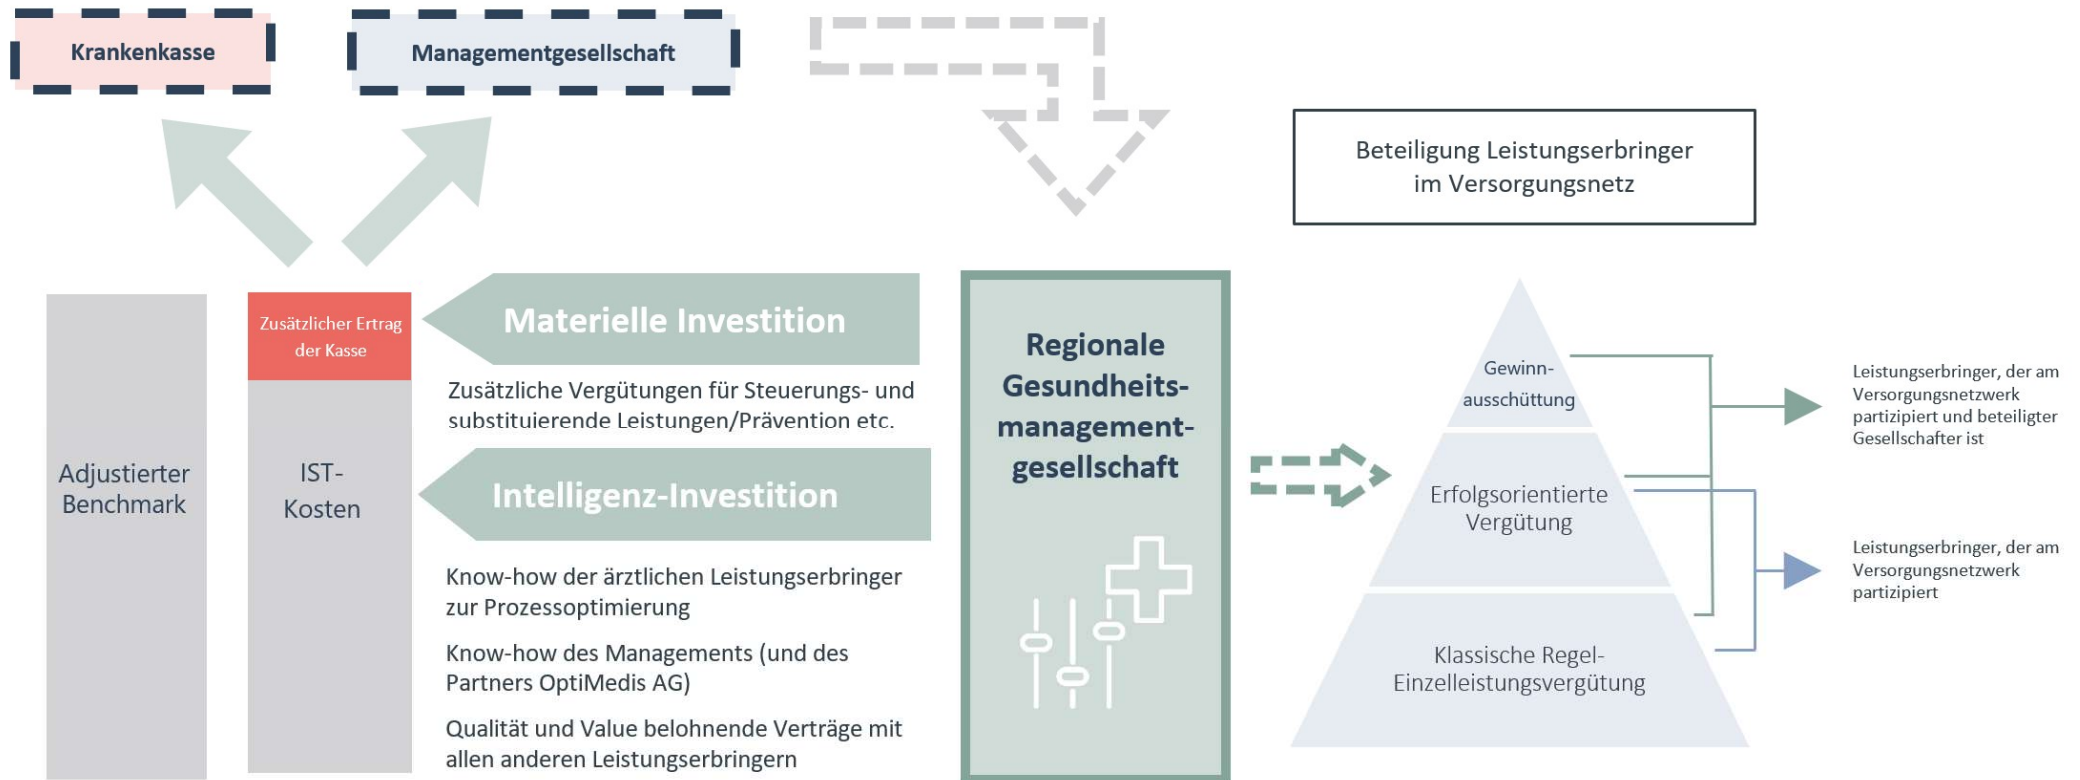 Krankenkasse
Managementgesellschaft
Beteiligung Leistungserbringer
im Versorgungsnetz
Adjustierter
Benchmark
Zusätzlicher Ertrag
der Kasse
IST-
Kosten
Materielle Investition
Zusätzliche Vergütungen für Steuerungs- und
substituierende Leistungen/Prävention etc.
Intelligenz-Investition
Know-how der ärztlichen Leistungserbringer
zur Prozessoptimierung
Know-how des Managements (und des
Partners OptiMedis AG)
Qualität und Value belohnende Verträge mit
allen anderen Leistungserbringern
Regionale
Gesundheits-
management-
gesellschaft
Gewinn-
ausschüttung
Erfolgsorientierte
Vergütung
Klassische Regel-
Einzelleistungsvergütung
Leistungserbringer, der am
Versorgungsnetzwerk
partizipiert und beteiligter
Gesellschafter ist
Leistungserbringer, der am
Versorgungsnetzwerk
partizipiert